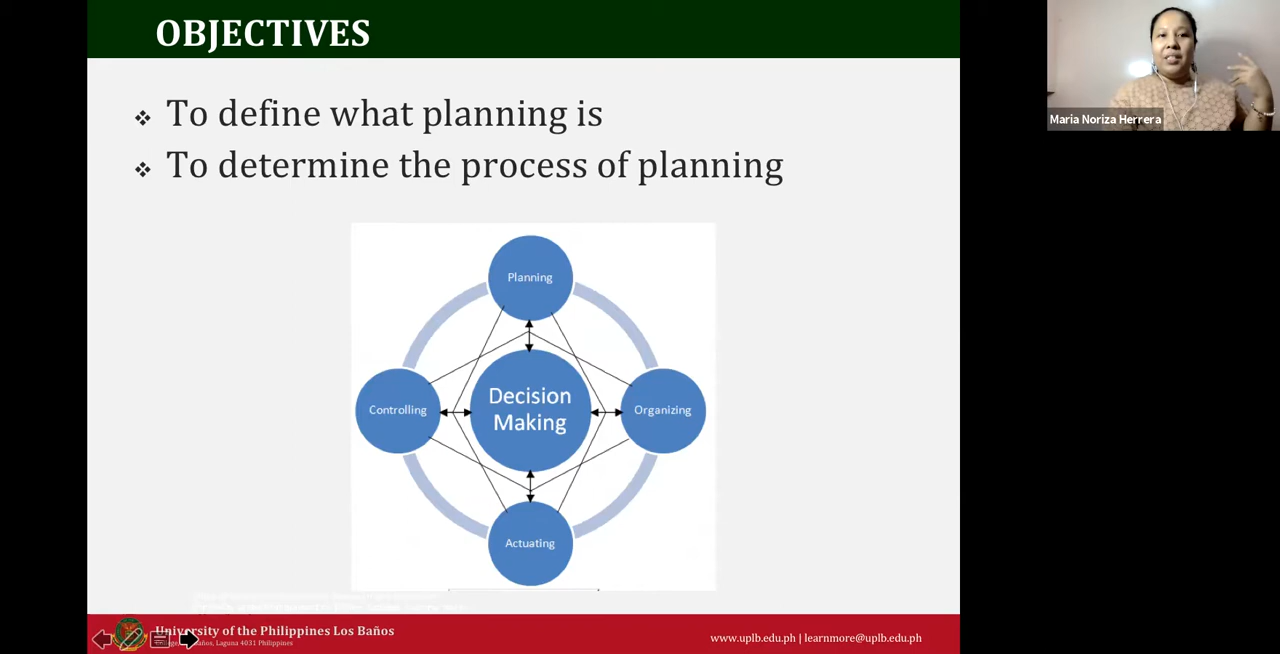 OBJECTIVES
To define what planning is
To determine the process of planning
Planning
Controlling
Decision
Making
Organizing
Actuating
University of the Philippines Los Baños
Laguna 4031 Philippines
www.uplb.edu.ph | learnmore@uplb.edu.ph
Maria Noriza Herrera